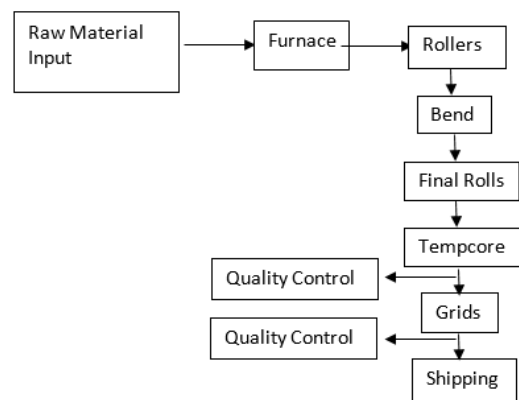 Raw Material
Input
Furnace
Rollers
Bend
Final Rolls
Tempcore
Quality Control
Grids
Quality Control
Shipping